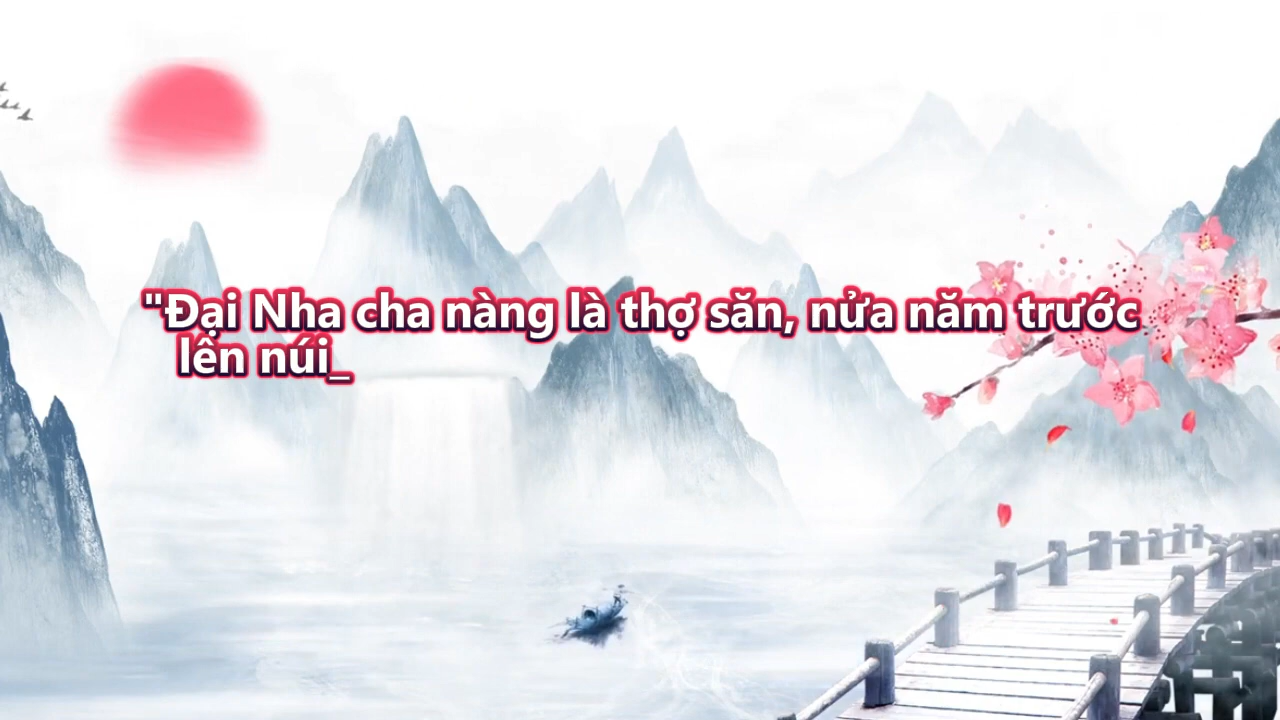 "Đại Nha cha nàng là thợ săn, nửa năm trước
lên núi_